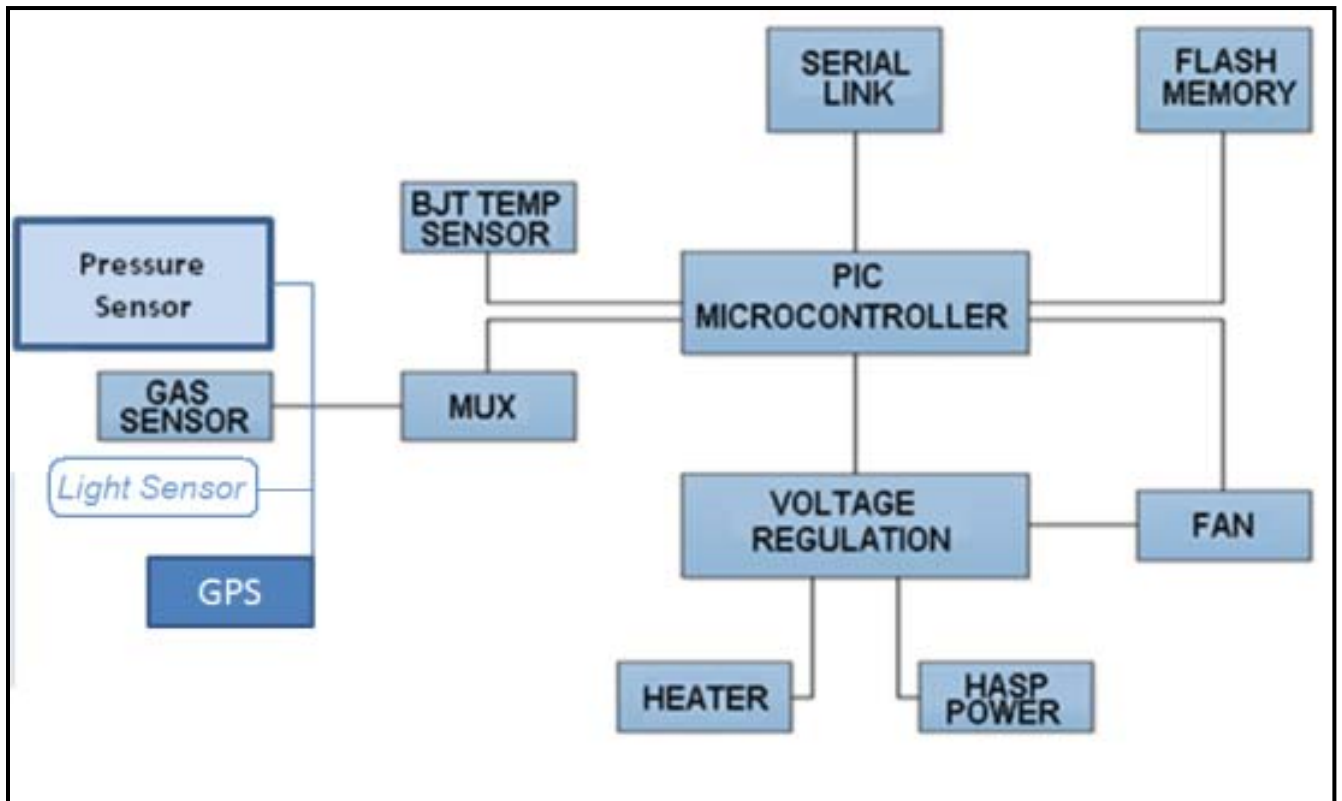 SERIAL
LINK
FLASH
MEMORY
BJT TEMP
SENSOR
Pressure
Sensor
PIC
MICROCONTROLLER
GAS
SENSOR
MUX
Light Sensor
VOLTAGE
REGULATION
FAN
GPS
HEATER
HASP
POWER